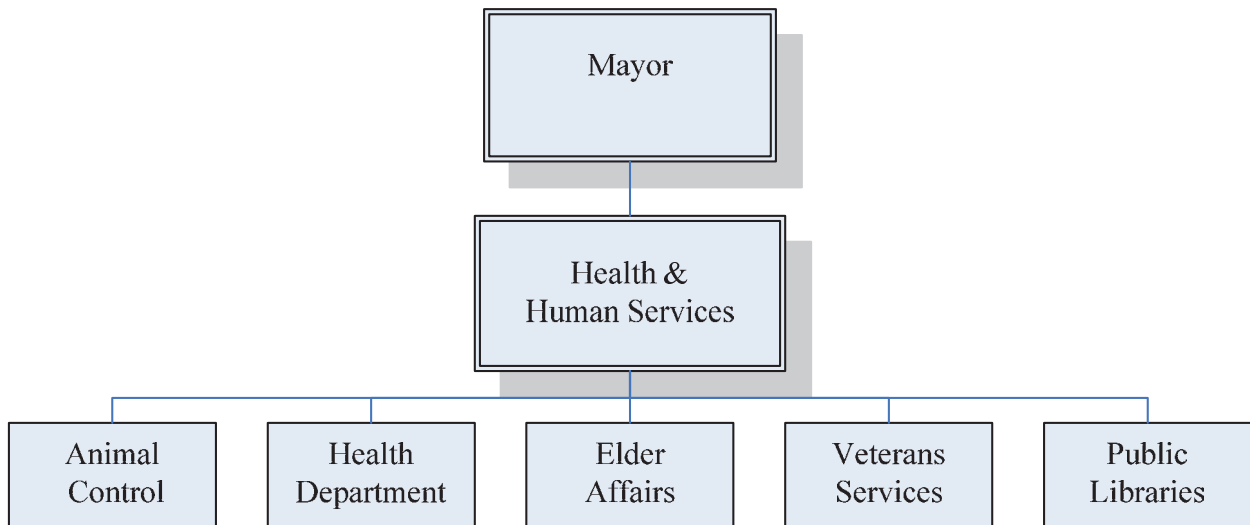 Mayor
Health &
Human Services
Animal
Control
Health
Department
Elder
Affairs
Veterans
Services
Public
Libraries